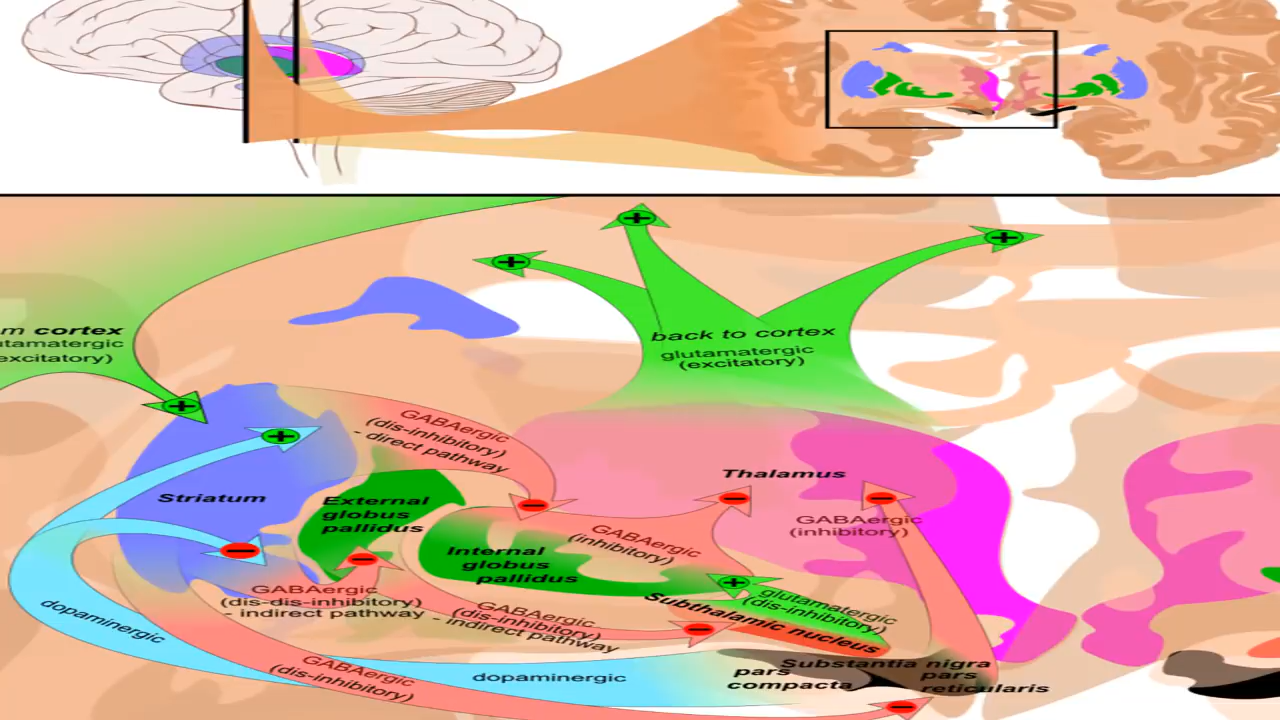 m cortex
utamatergic
excitatory)
back to cortex
glutamatergic
(excitatory)
GABAergic
(dis-inhibitory)
- direct pathway
Striatum
External
globus
pallidus
Thalamus
GABAergic
(inhibitory)
GABAergic
(inhibitory)
Internal
globus
pallidus
GABAergic
(dis-dis-inhibitory)
- indirect pathway
GABAergic
(dis-inhibitory)
- indirect pathway
glutamatergic
(dis-inhibitory)
Subthalamic nucleus
dopaminergic
GABAergic
(dis-inhibitory)
dopaminergic
Substantia nigra
pars
compacta
pars
reticularis